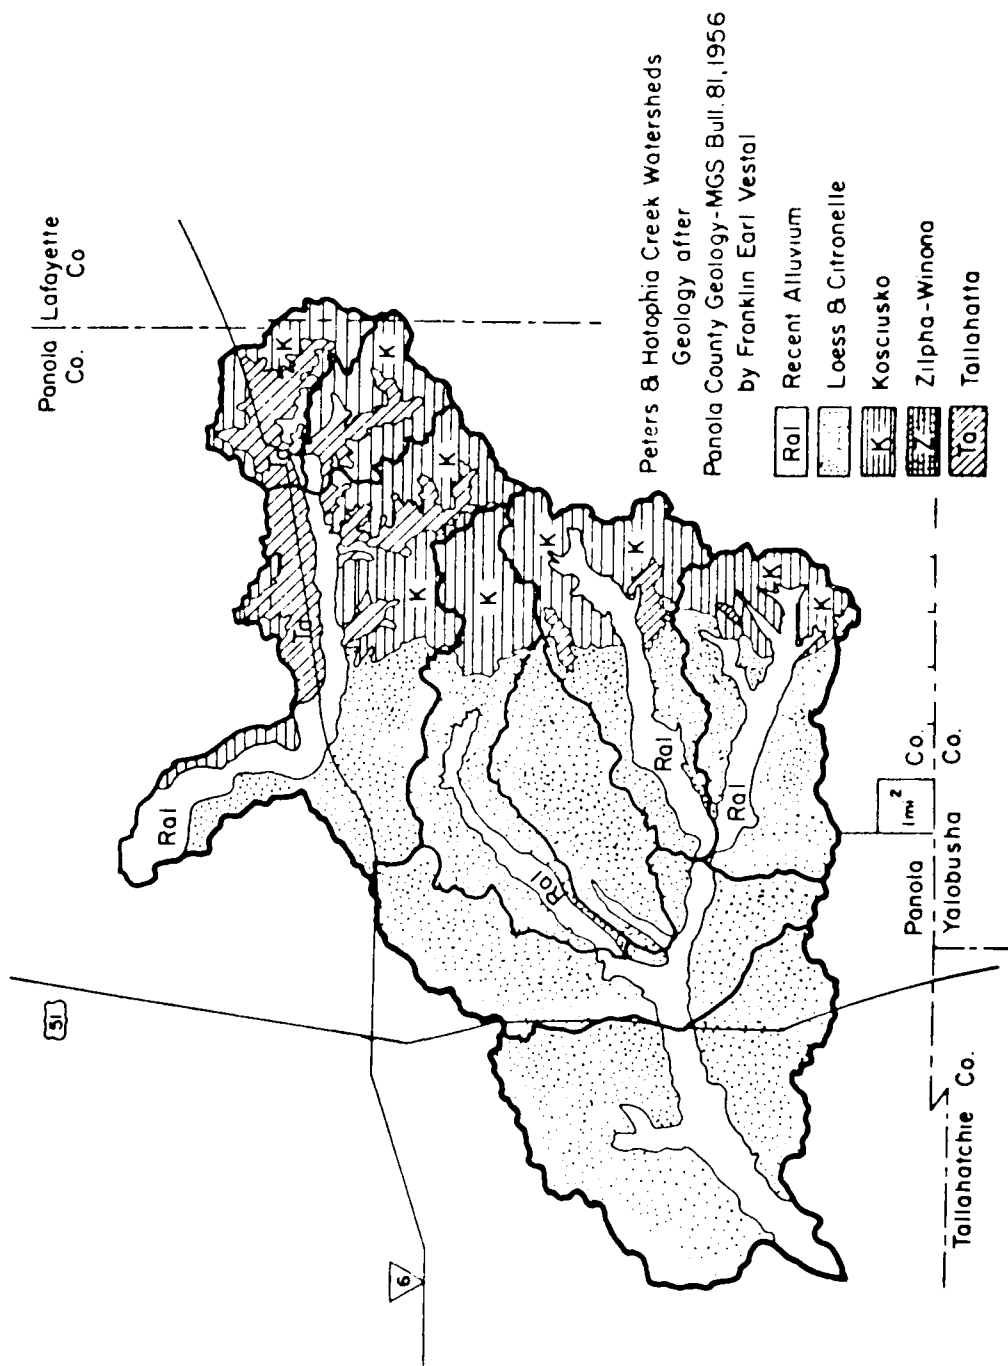 Panola
Co.
Lafayette
Co
51
6
Ral
Ta
K
K
K
K
K
K
K
K
K
Ral
Ral
Ral
Peters & Hotophia Creek Watersheds
Geology after
Panola County Geology-MGS Bull. 81, 1956
by Franklin Earl Vestal
Ral Recent Alluvium
Loess & Citronelle
K Kosciusko
Z Zilpha-Winona
Ta Tallahatta
1mi²
Panola Co.
Yalobusha Co.
Tallahatchie Co.